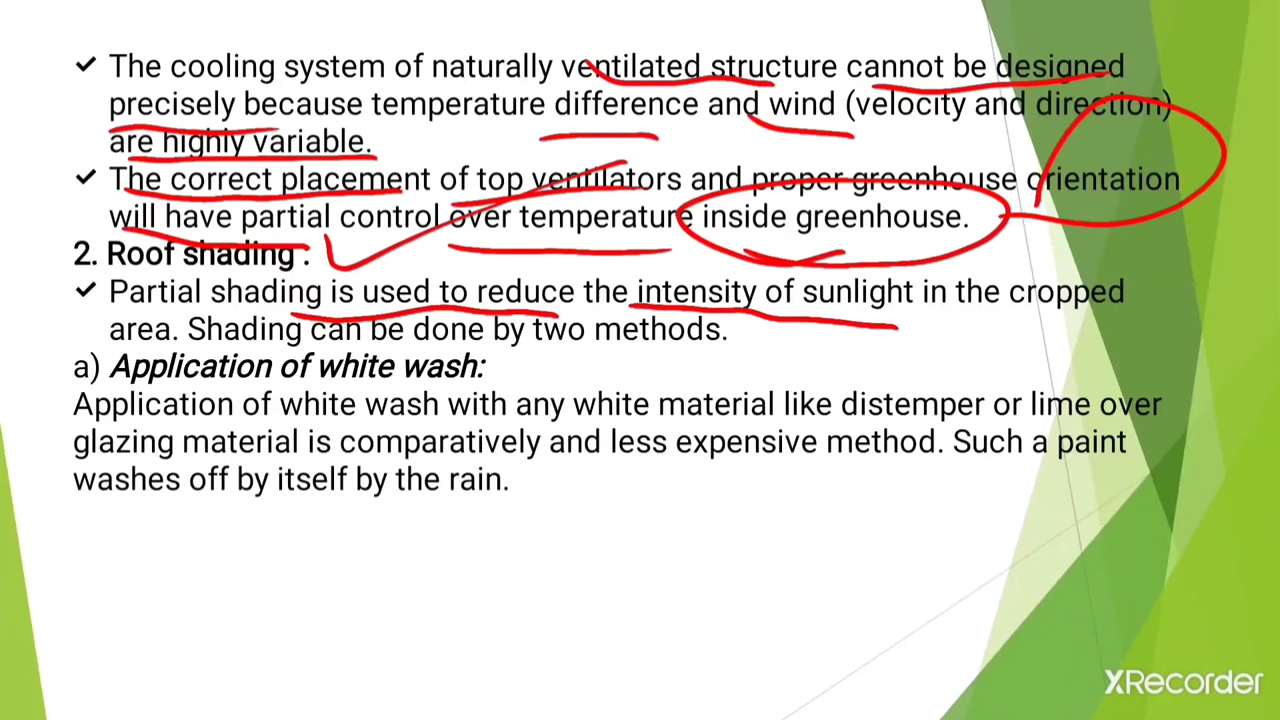 ✓ The cooling system of naturally ventilated structure cannot be designed
precisely because temperature difference and wind (velocity and direction)
are highly variable.
✓ The correct placement of top ventilators and proper greenhouse orientation
will have partial control over temperature inside greenhouse.
2. Roof shading :
✓ Partial shading is used to reduce the intensity of sunlight in the cropped
area. Shading can be done by two methods.
a) Application of white wash:
Application of white wash with any white material like distemper or lime over
glazing material is comparatively and less expensive method. Such a paint
washes off by itself by the rain.
XRecorder